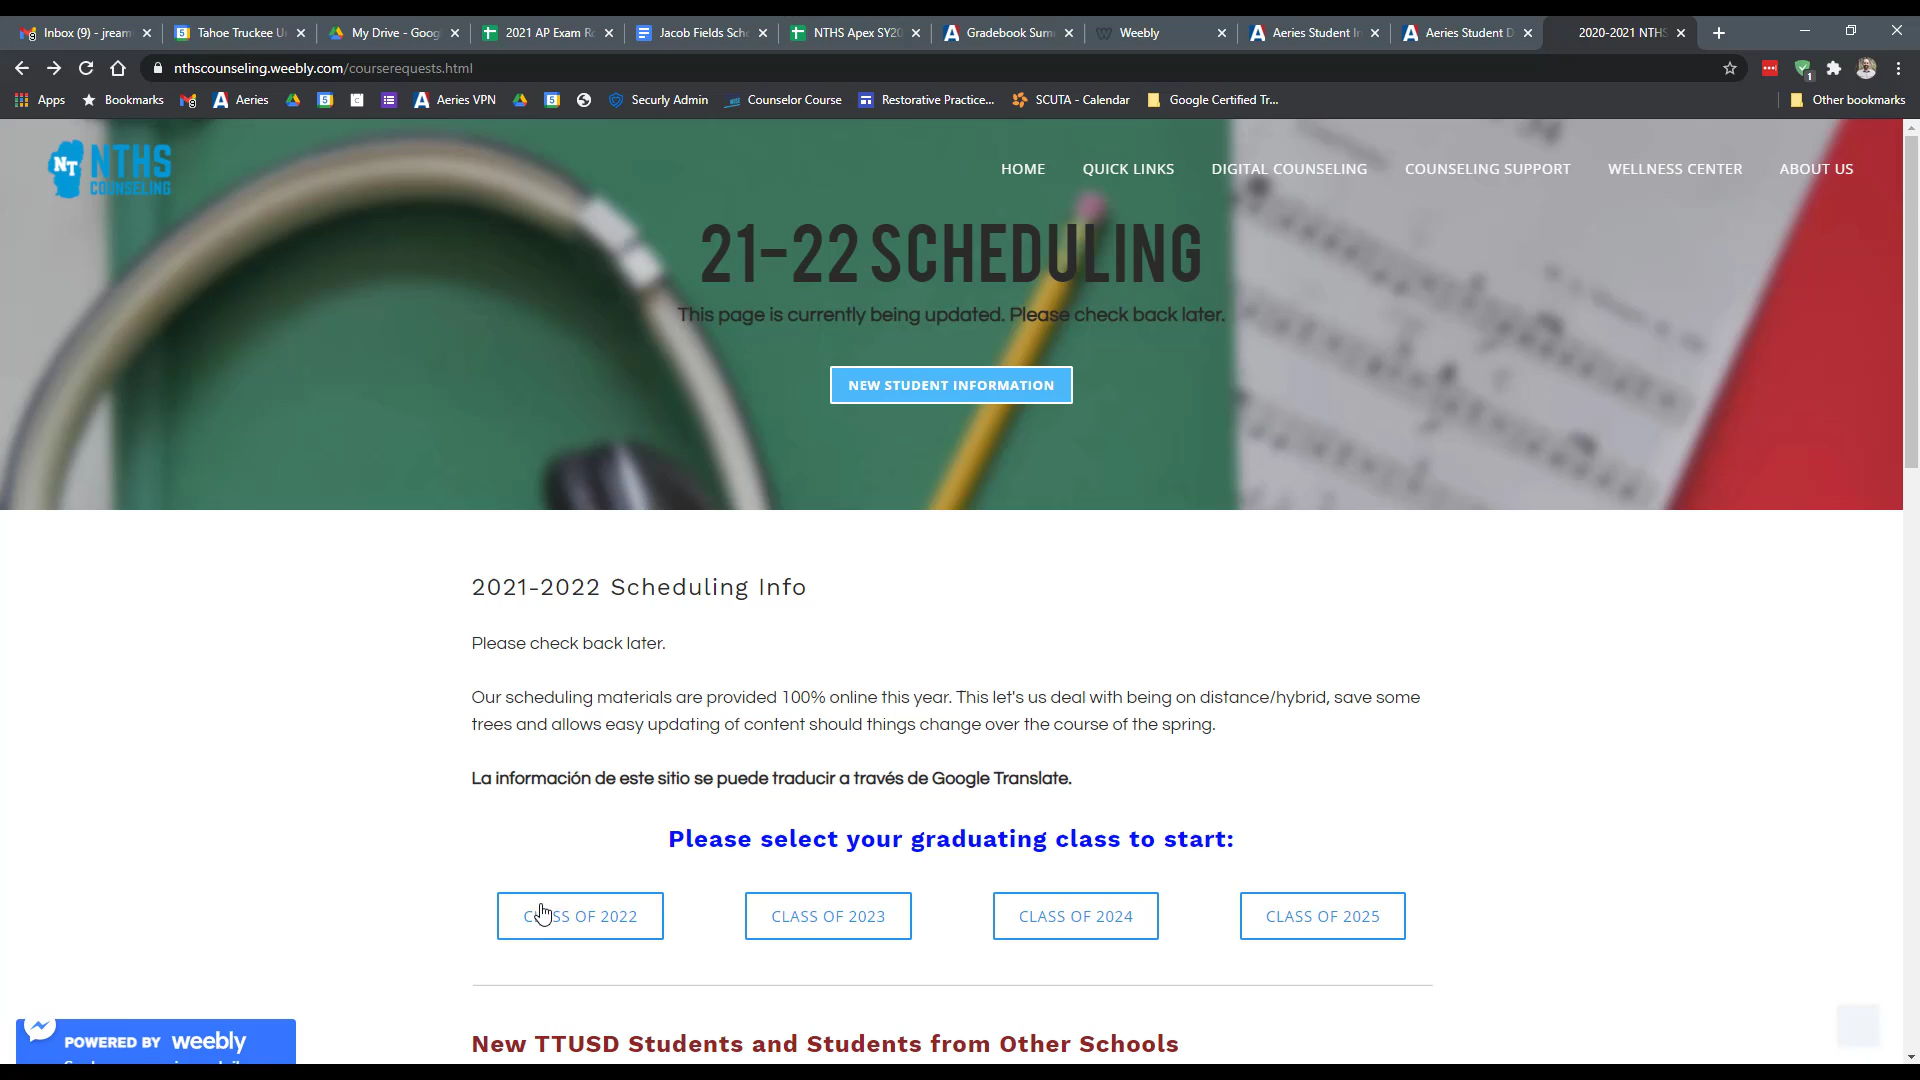 Inbox (9) - jream
Tahoe Truckee U
My Drive - Goog
2021 AP Exam R
Jacob Fields Sch
NTHS Apex SY20
Gradebook Sum
Weebly
Aeries Student I
Aeries Student D
2020-2021 NTHS
nthscounseling.weebly.com/courserequests.html
Apps
Bookmarks
Aeries
Aeries VPN
Securly Admin
Counselor Course
Restorative Practice...
SCUTA - Calendar
Google Certified Tr...
Other bookmarks
NT NTHS
COUNSELING
HOME QUICK LINKS DIGITAL COUNSELING COUNSELING SUPPORT WELLNESS CENTER ABOUT US
21-22 SCHEDULING
This page is currently being updated. Please check back later.
NEW STUDENT INFORMATION
2021-2022 Scheduling Info
Please check back later.
Our scheduling materials are provided 100% online this year. This let's us deal with being on distance/hybrid, save some
trees and allows easy updating of content should things change over the course of the spring.
La información de este sitio se puede traducir a través de Google Translate.
Please select your graduating class to start:
CLASS OF 2022 CLASS OF 2023 CLASS OF 2024 CLASS OF 2025
New TTUSD Students and Students from Other Schools
POWERED BY weebly